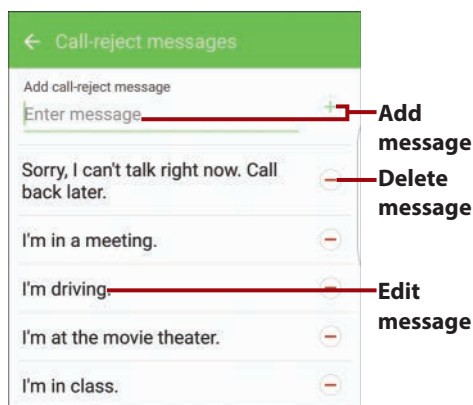 Call-reject messages
Add call-reject message
Enter message
Sorry, I can't talk right now. Call
back later.
I'm in a meeting.
I'm driving.
I'm at the movie theater.
I'm in class.
Add
message
Delete
message
Edit
message